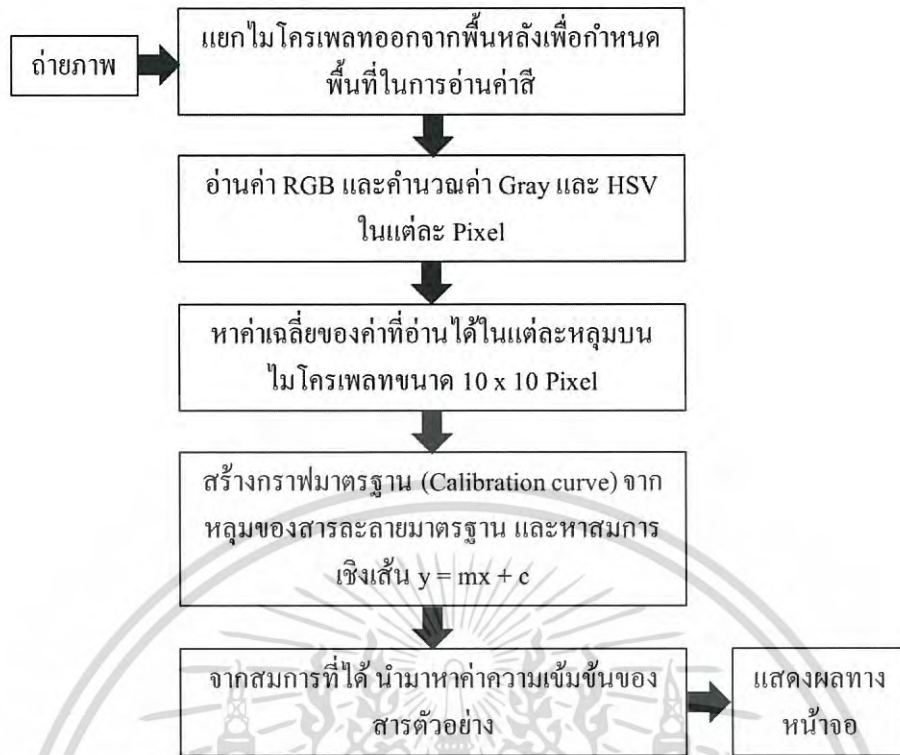 ถ่ายภาพ
แยกไมโครเพลทออกจากพื้นหลังเพื่อกำหนด
พื้นที่ในการอ่านค่าสี
อ่านค่า RGB และคำนวณค่า Gray และ HSV
ในแต่ละ Pixel
หาค่าเฉลี่ยของค่าที่อ่านได้ในแต่ละหลุมบน
ไมโครเพลทขนาด 10 x 10 Pixel
สร้างกราฟมาตรฐาน (Calibration curve) จาก
หลุมของสารละลายมาตรฐาน และหาสมการ
เชิงเส้น y = mx + c
จากสมการที่ได้ นำมาหาค่าความเข้มข้นของ
สารตัวอย่าง
แสดงผลทาง
หน้าจอ